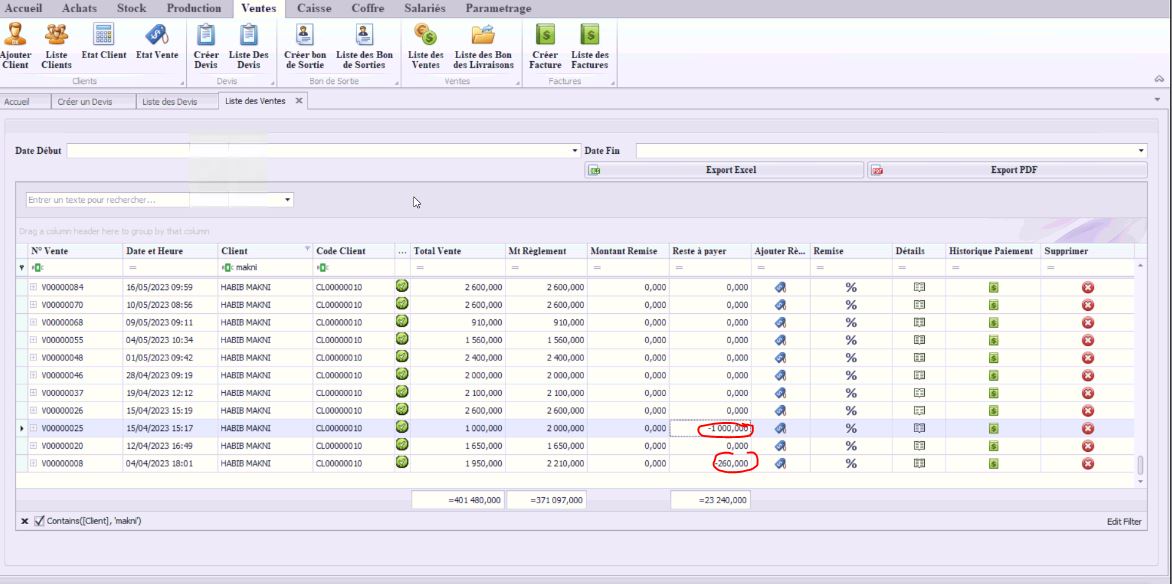 Accueil Achats Stock Production Ventes Caisse Coffre Salariés Parametrage
Ajouter Client
Liste Clients
Etat Client
Etat Vente
Créer Devis
Liste Des Devis
Créer bon de Sortie
Liste des Bon de Sorties
Liste des Ventes
Liste des Bon des Livraisons
Créer Facture
Liste des Factures
Clients Devis Bon de Sortie Ventes Factures
Accueil Créer un Devis Liste des Devis Liste des Ventes
Date Début Date Fin
Export Excel Export PDF
Entrer un texte pour rechercher...
Drag a column header here to group by that column
N° Vente Date et Heure Client Code Client ... Total Vente Mt Règlement Montant Remise Reste à payer Ajouter Rè... Remise Détails Historique Paiement Supprimer
= makni = = = = = = = = =
V00000084 16/05/2023 09:59 HABIB MAKNI CL00000010 2 600,000 2 600,000 0,000 0,000 %
V00000070 10/05/2023 08:56 HABIB MAKNI CL00000010 2 600,000 2 600,000 0,000 0,000 %
V00000068 09/05/2023 09:11 HABIB MAKNI CL00000010 910,000 910,000 0,000 0,000 %
V00000055 04/05/2023 10:34 HABIB MAKNI CL00000010 1 560,000 1 560,000 0,000 0,000 %
V00000048 01/05/2023 09:42 HABIB MAKNI CL00000010 2 400,000 2 400,000 0,000 0,000 %
V00000046 28/04/2023 09:19 HABIB MAKNI CL00000010 2 000,000 2 000,000 0,000 0,000 %
V00000037 19/04/2023 12:12 HABIB MAKNI CL00000010 2 100,000 2 100,000 0,000 0,000 %
V00000026 15/04/2023 15:19 HABIB MAKNI CL00000010 2 600,000 2 600,000 0,000 0,000 %
V00000025 15/04/2023 15:17 HABIB MAKNI CL00000010 1 000,000 2 000,000 0,000 -1 000,000 %
V00000020 12/04/2023 16:49 HABIB MAKNI CL00000010 1 650,000 1 650,000 0,000 0,000 %
V00000008 04/04/2023 18:01 HABIB MAKNI CL00000010 1 950,000 2 210,000 0,000 -260,000 %
=401 480,000 =371 097,000 =23 240,000
Contains([Client], 'makni') Edit Filter